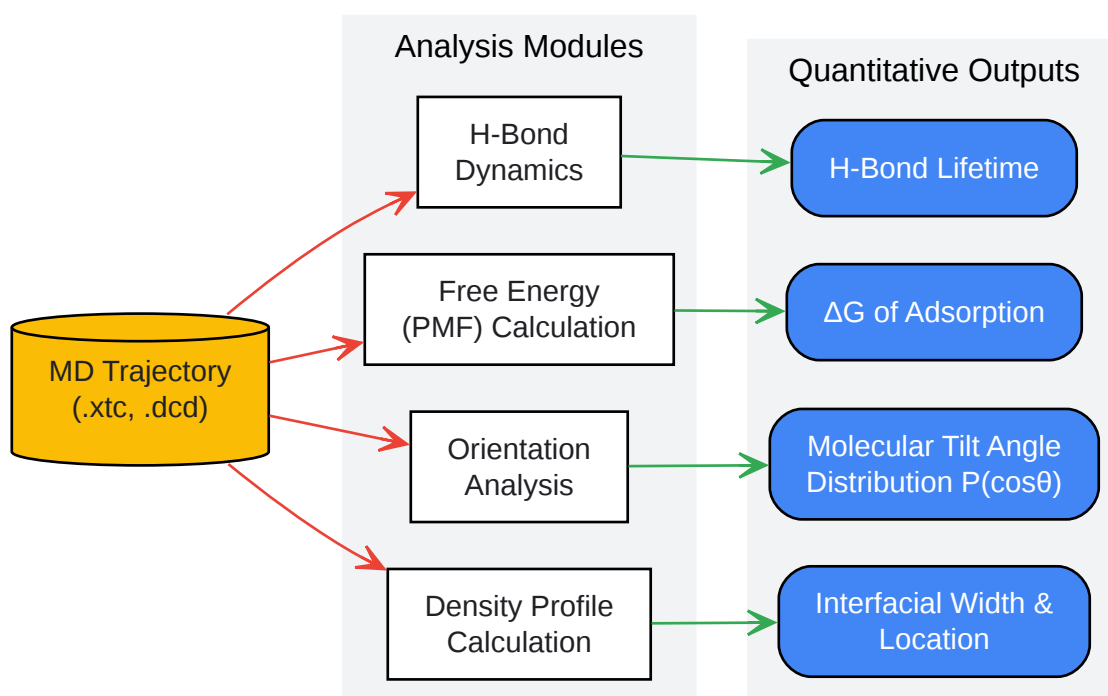 Analysis Modules
Quantitative Outputs
H-Bond
Dynamics
H-Bond Lifetime
Free Energy
(PMF) Calculation
ΔG of Adsorption
MD Trajectory
(.xtc, .dcd)
Orientation
Analysis
Molecular Tilt Angle
Distribution P(cosθ)
Density Profile
Calculation
Interfacial Width &
Location